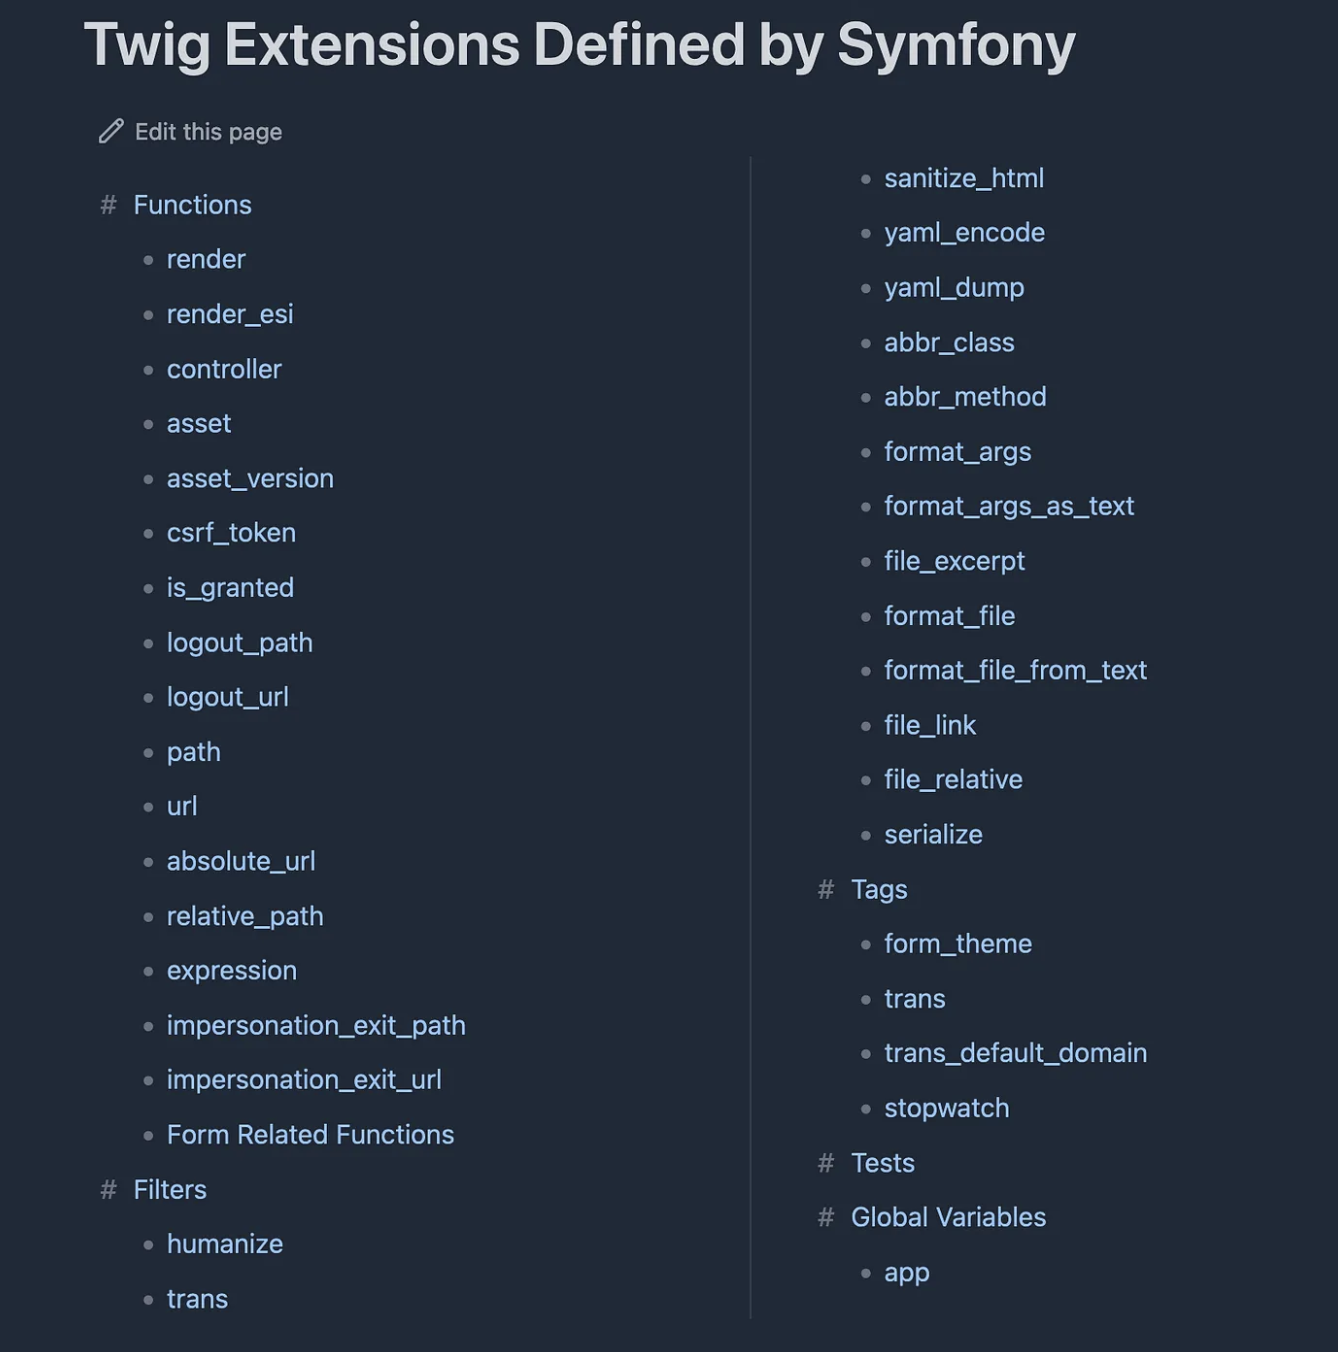 Twig Extensions Defined by Symfony
Edit this page
# Functions
• render
• render_esi
• controller
• asset
• asset_version
• csrf_token
• is_granted
• logout_path
• logout_url
• path
• url
• absolute_url
• relative_path
• expression
• impersonation_exit_path
• impersonation_exit_url
• Form Related Functions
# Filters
• humanize
• trans
• sanitize_html
• yaml_encode
• yaml_dump
• abbr_class
• abbr_method
• format_args
• format_args_as_text
• file_excerpt
• format_file
• format_file_from_text
• file_link
• file_relative
• serialize
# Tags
• form_theme
• trans
• trans_default_domain
• stopwatch
# Tests
# Global Variables
• app